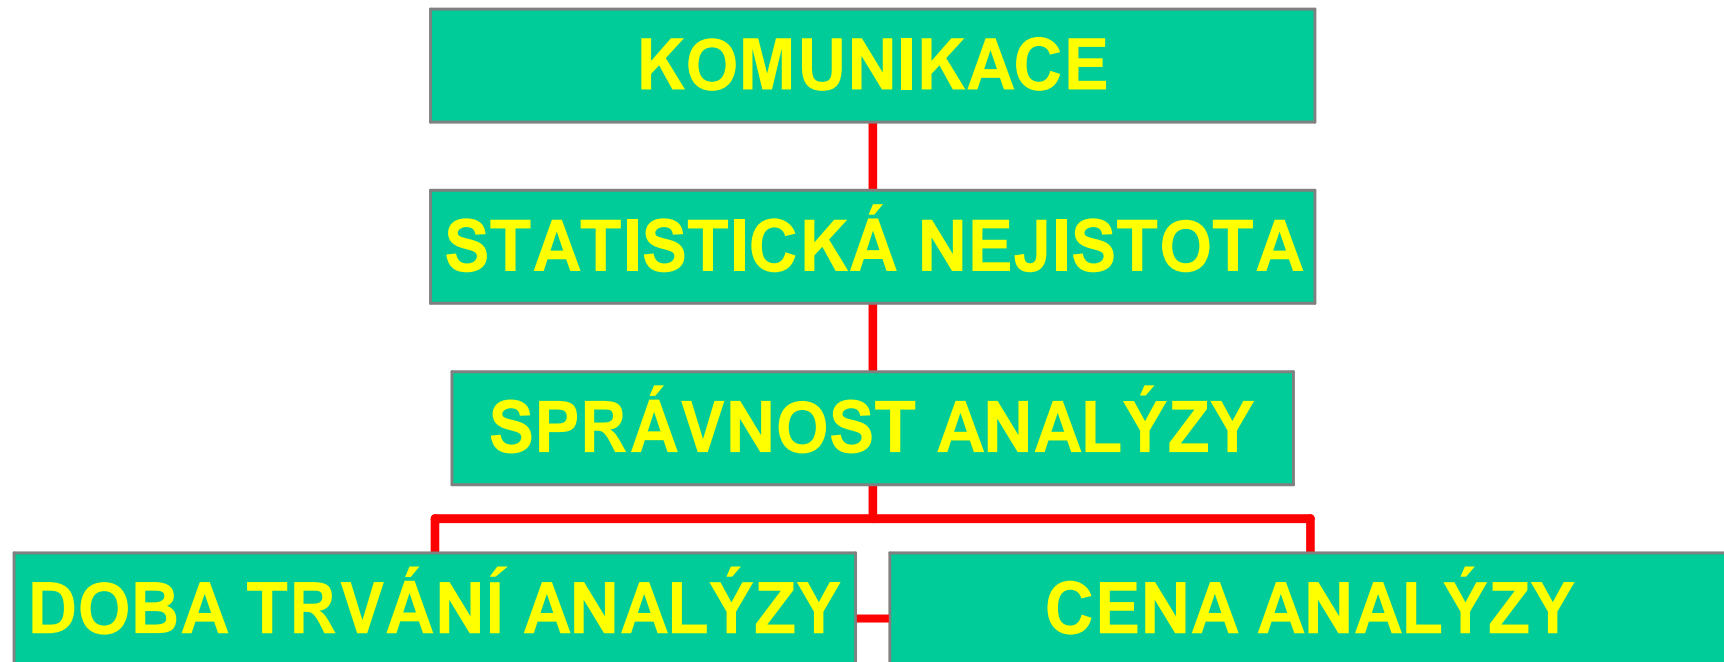 KOMUNIKACE
STATISTICKÁ NEJISTOTA
SPRÁVNOST ANALÝZY
DOBA TRVÁNÍ ANALÝZY
CENA ANALÝZY